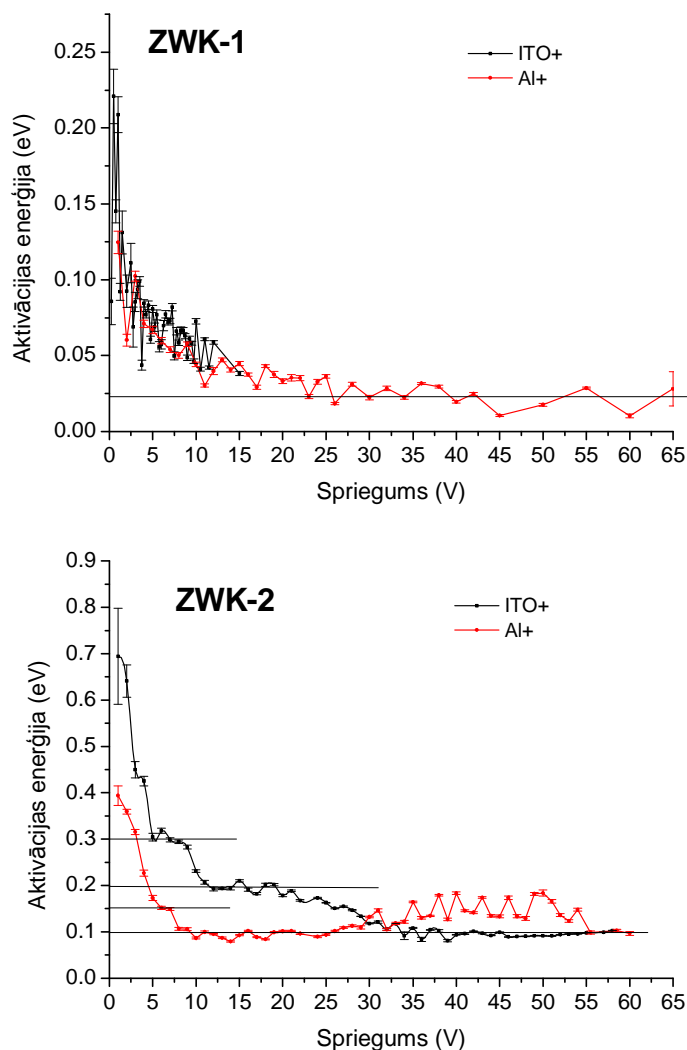 ZWK-1
ITO+
Al+
Aktivācijas enerģija (eV)
0.25
0.20
0.15
0.10
0.05
0.00
0 5 10 15 20 25 30 35 40 45 50 55 60 65
Spriegums (V)
ZWK-2
ITO+
Al+
Aktivācijas enerģija (eV)
0.9
0.8
0.7
0.6
0.5
0.4
0.3
0.2
0.1
0.0
0 5 10 15 20 25 30 35 40 45 50 55 60 65
Spriegums (V)